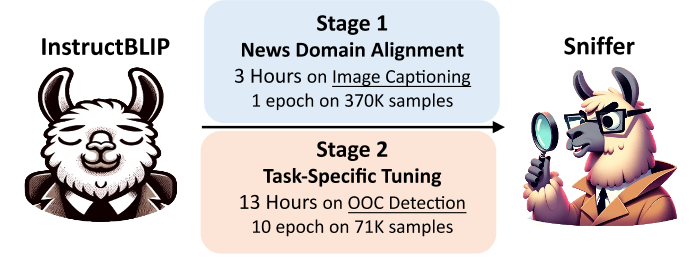 InstructBLIP
Stage 1
News Domain Alignment
3 Hours on Image Captioning
1 epoch on 370K samples
Stage 2
Task-Specific Tuning
13 Hours on OOC Detection
10 epoch on 71K samples
Sniffer